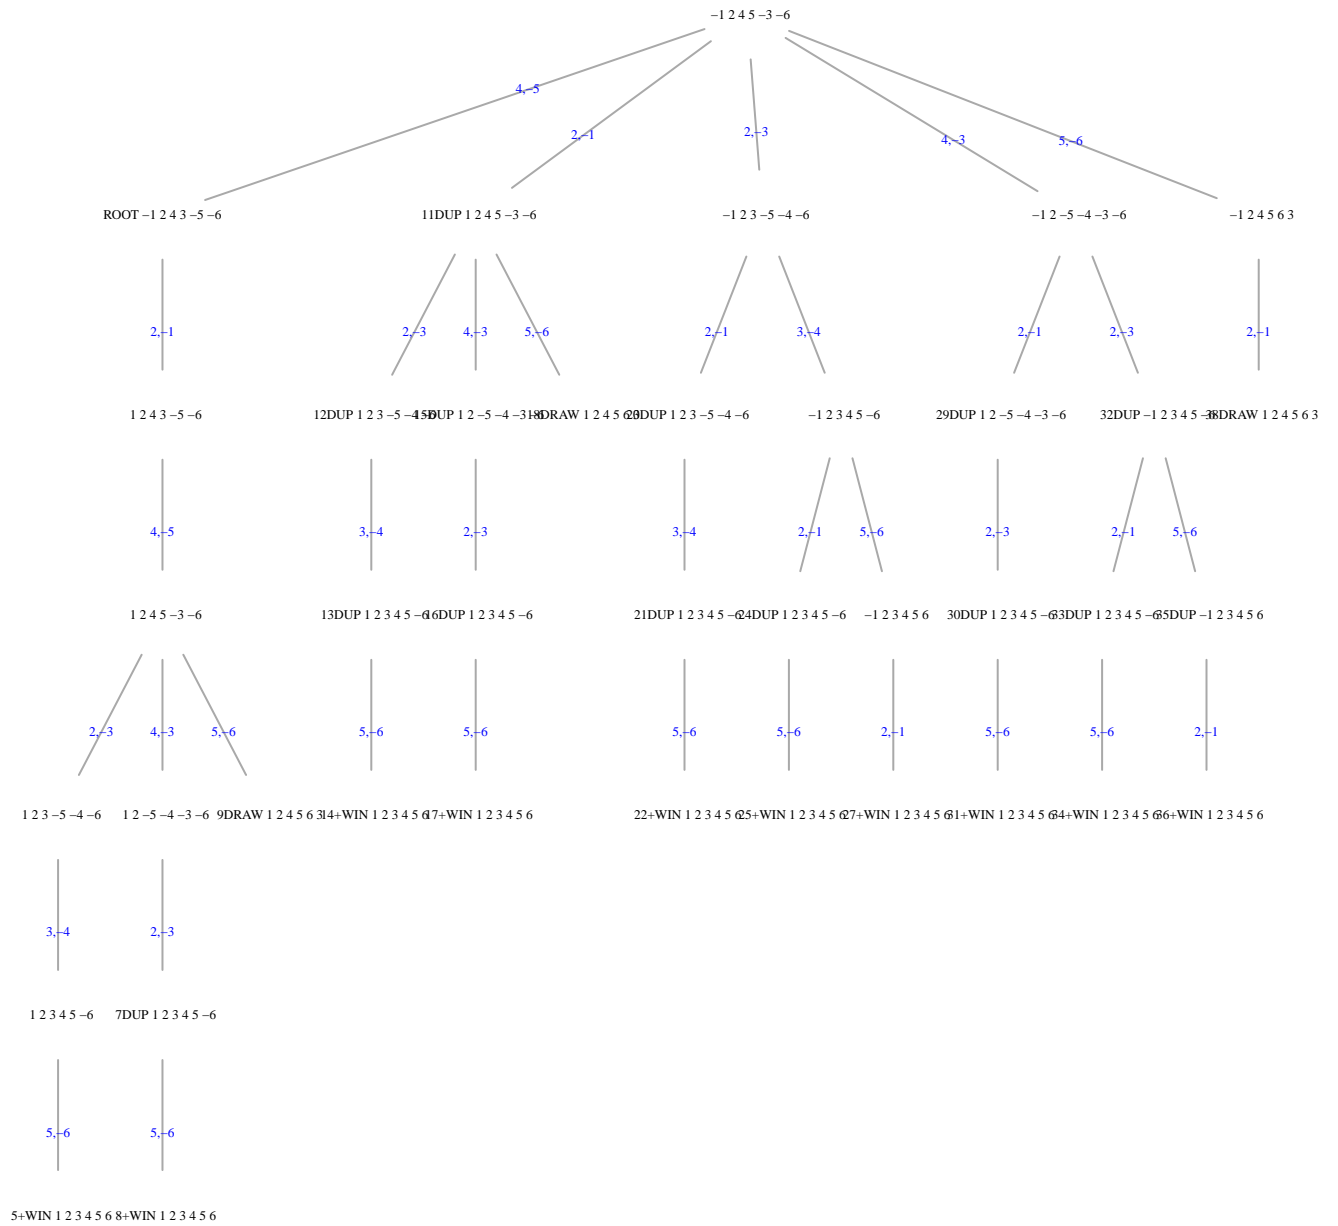 −1 2 4 5 −3 −6
4,−5
2,−1
2,−3
4,−3
5,−6
ROOT −1 2 4 3 −5 −6
11DUP 1 2 4 5 −3 −6
−1 2 3 −5 −4 −6
−1 2 −5 −4 −3 −6
−1 2 4 5 6 3
2,−1
2,−3
4,−3
5,−6
2,−1
3,−4
2,−1
2,−3
2,−1
1 2 4 3 −5 −6
12DUP 1 2 3 −5 −4 −6
15DUP 1 2 −5 −4 −3 −6
18DRAW 1 2 4 5 6 3
20DUP 1 2 3 −5 −4 −6
−1 2 3 4 5 −6
29DUP 1 2 −5 −4 −3 −6
32DUP −1 2 3 4 5 −6
38DRAW 1 2 4 5 6 3
4,−5
3,−4
2,−3
3,−4
2,−1
5,−6
2,−3
2,−1
5,−6
1 2 4 5 −3 −6
13DUP 1 2 3 4 5 −6
16DUP 1 2 3 4 5 −6
21DUP 1 2 3 4 5 −6
24DUP 1 2 3 4 5 −6
−1 2 3 4 5 6
30DUP 1 2 3 4 5 −6
33DUP 1 2 3 4 5 −6
35DUP −1 2 3 4 5 6
2,−3
4,−3
5,−6
5,−6
5,−6
5,−6
5,−6
2,−1
5,−6
5,−6
2,−1
1 2 3 −5 −4 −6
1 2 −5 −4 −3 −6
9DRAW 1 2 4 5 6 3
14+WIN 1 2 3 4 5 6
17+WIN 1 2 3 4 5 6
22+WIN 1 2 3 4 5 6
25+WIN 1 2 3 4 5 6
27+WIN 1 2 3 4 5 6
31+WIN 1 2 3 4 5 6
34+WIN 1 2 3 4 5 6
36+WIN 1 2 3 4 5 6
3,−4
2,−3
1 2 3 4 5 −6
7DUP 1 2 3 4 5 −6
5,−6
5,−6
5+WIN 1 2 3 4 5 6
8+WIN 1 2 3 4 5 6